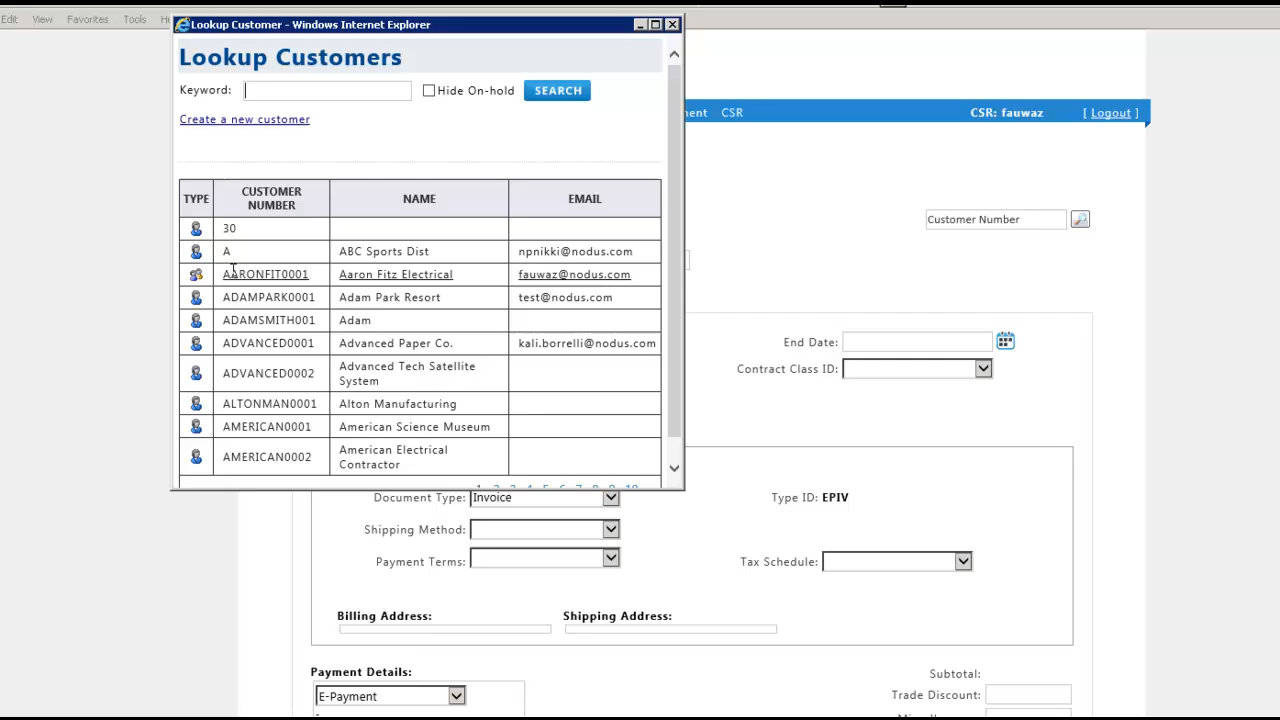 Edit View Favorites Tools
Lookup Customer - Windows Internet Explorer
Lookup Customers
Keyword: Hide On-hold SEARCH
Create a new customer
TYPE CUSTOMER NUMBER NAME EMAIL
30
A ABC Sports Dist npnikki@nodus.com
AARONFIT0001 Aaron Fitz Electrical fauwaz@nodus.com
ADAMPARK0001 Adam Park Resort test@nodus.com
ADAMSMITH001 Adam
ADVANCED0001 Advanced Paper Co. kali.borrelli@nodus.com
ADVANCED0002 Advanced Tech Satellite System
ALTONMAN0001 Alton Manufacturing
AMERICAN0001 American Science Museum
AMERICAN0002 American Electrical Contractor
CSR CSR: fauwaz [ Logout ]
Customer Number
End Date:
Contract Class ID:
Document Type: Invoice Type ID: EPIV
Shipping Method:
Payment Terms: Tax Schedule:
Billing Address: Shipping Address:
Payment Details: Subtotal:
E-Payment Trade Discount: